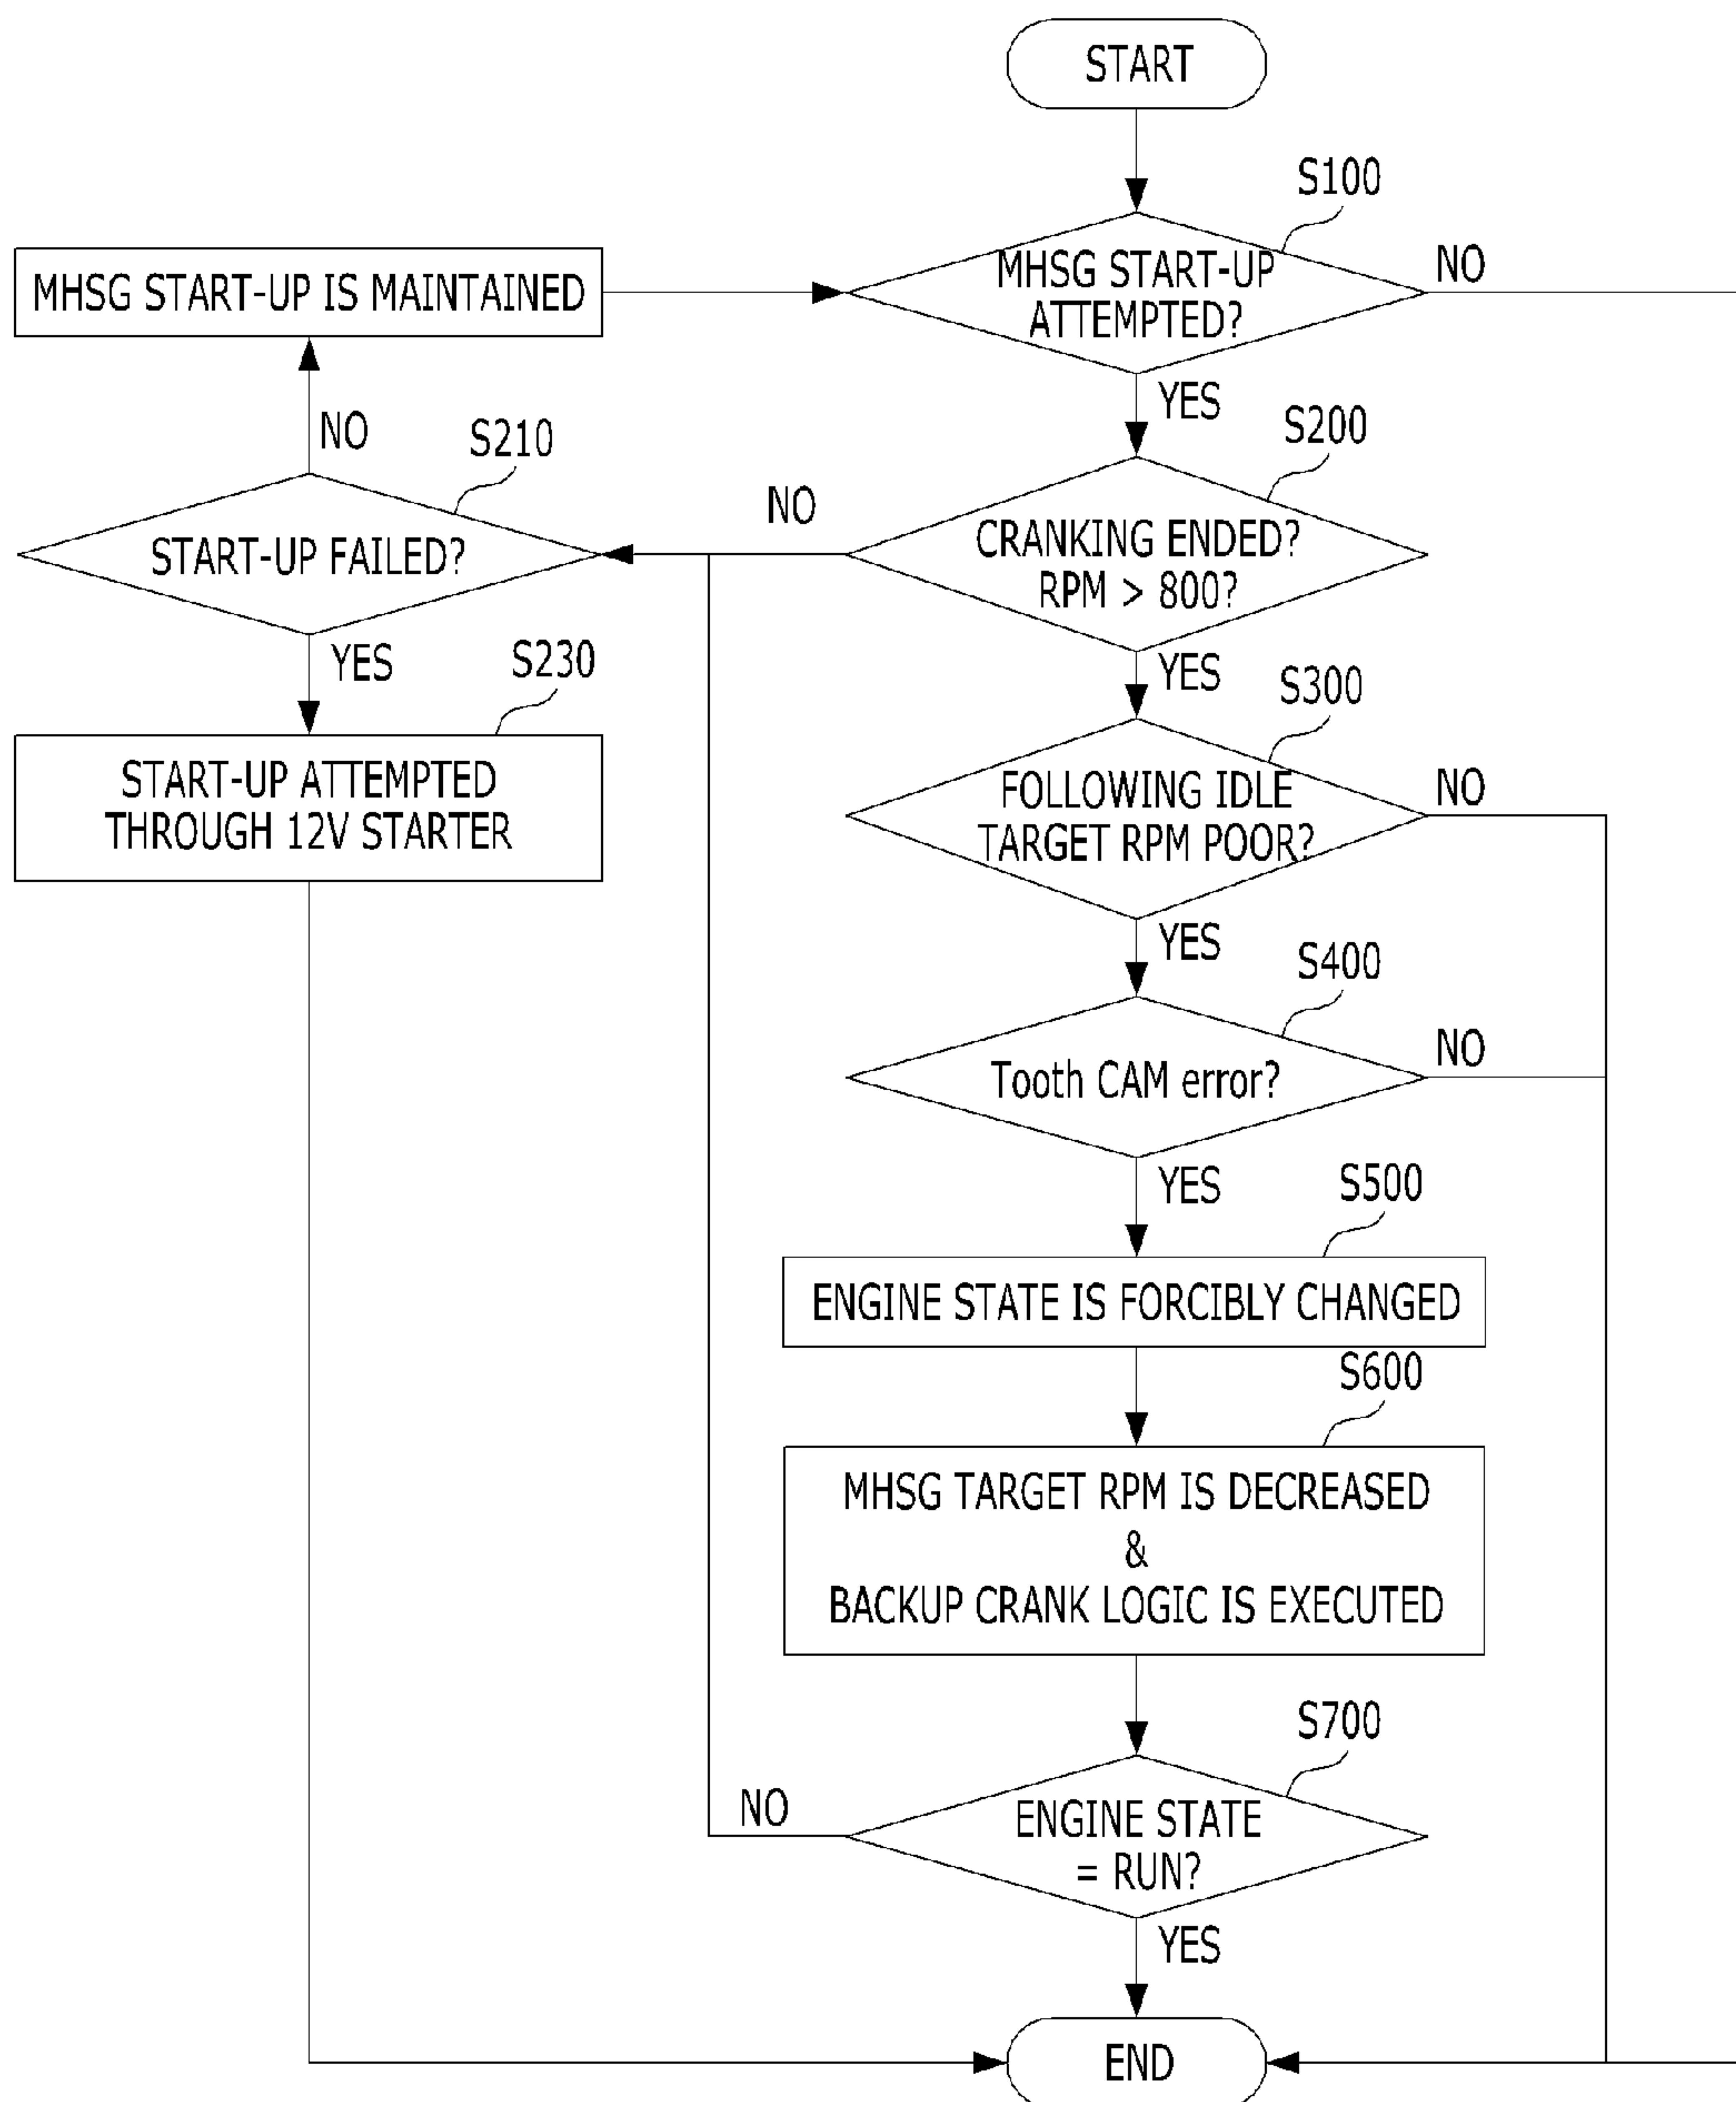 START
S100
MHSG START-UP IS MAINTAINED
MHSG START-UP
ATTEMPTED?
NO
YES
NO
S210
S200
NO
START-UP FAILED?
CRANKING ENDED?
RPM > 800?
YES
S230
YES
S300
START-UP ATTEMPTED
THROUGH 12V STARTER
FOLLOWING IDLE
TARGET RPM POOR?
NO
YES
S400
Tooth CAM error?
NO
YES
S500
ENGINE STATE IS FORCIBLY CHANGED
S600
MHSG TARGET RPM IS DECREASED
&
BACKUP CRANK LOGIC IS EXECUTED
S700
NO
ENGINE STATE
= RUN?
YES
END